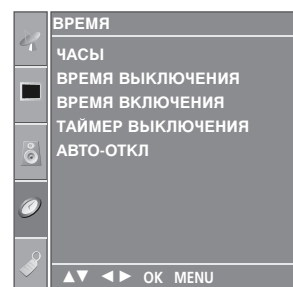 ВРЕМЯ
ЧАСЫ
ВРЕМЯ ВЫКЛЮЧЕНИЯ
ВРЕМЯ ВКЛЮЧЕНИЯ
ТАЙМЕР ВЫКЛЮЧЕНИЯ
АВТО-ОТКЛ
▲▼ ◄► OK MENU